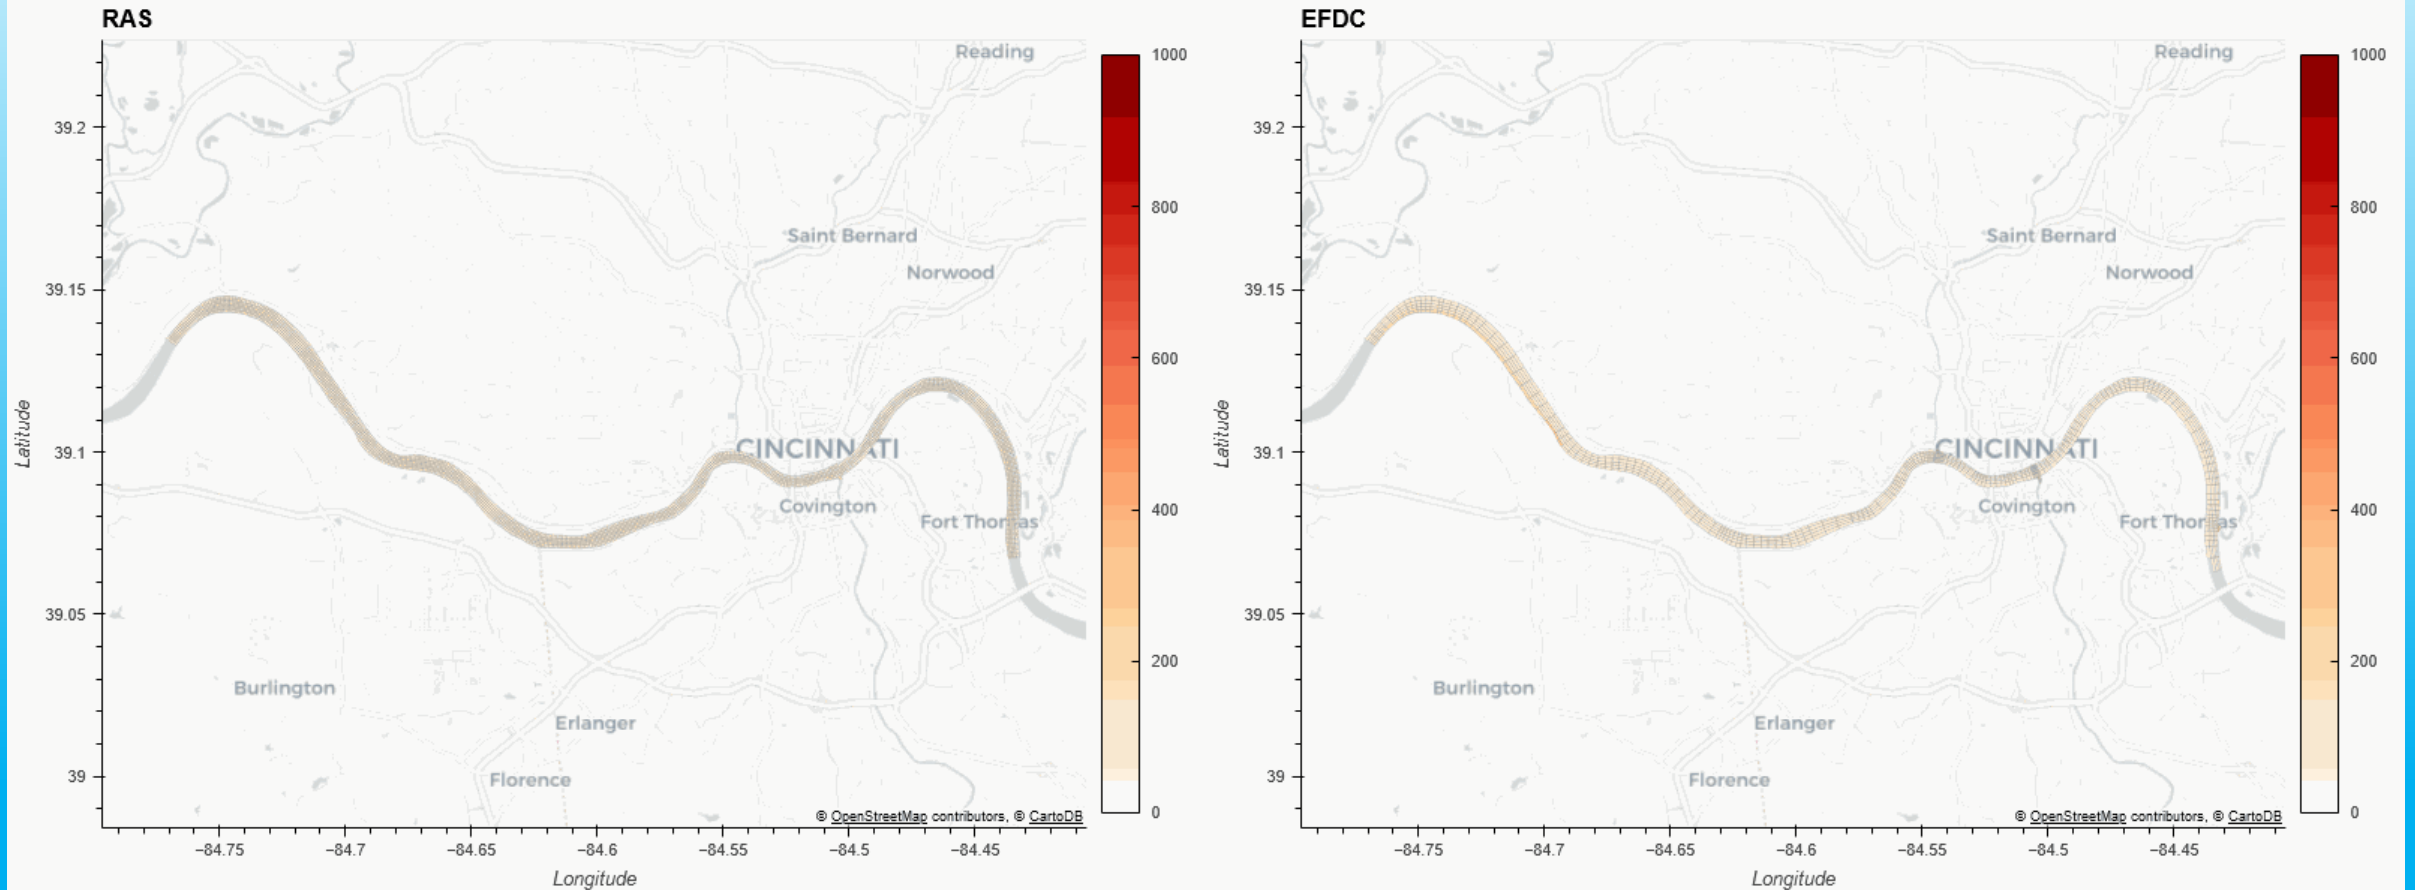 RAS
Reading
39.2
Saint Bernard
Norwood
39.15
Latitude
39.1
CINCINNATI
Covington
Fort Thomas
39.05
Burlington
Erlanger
39
Florence
© OpenStreetMap contributors, © CartoDB
−84.75 −84.7 −84.65 −84.6 −84.55 −84.5 −84.45
Longitude
1000
800
600
400
200
0
EFDC
Reading
39.2
Saint Bernard
Norwood
39.15
Latitude
39.1
CINCINNATI
Covington
Fort Thomas
39.05
Burlington
Erlanger
39
Florence
© OpenStreetMap contributors, © CartoDB
−84.75 −84.7 −84.65 −84.6 −84.55 −84.5 −84.45
Longitude
1000
800
600
400
200
0